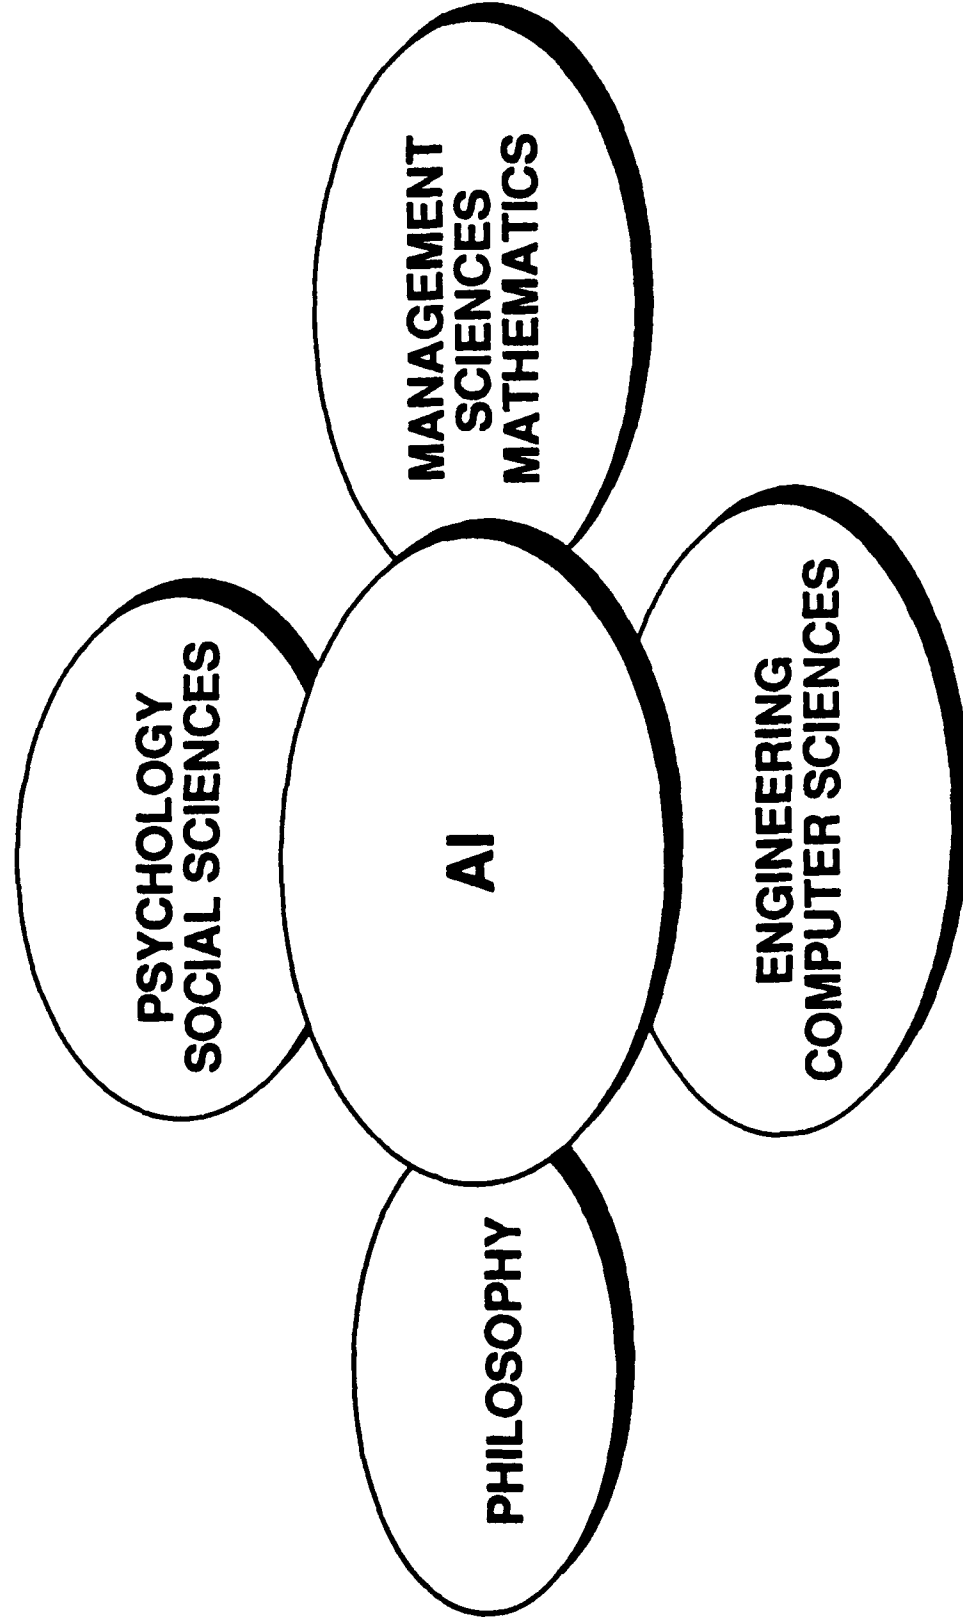 PSYCHOLOGY
SOCIAL SCIENCES
PHILOSOPHY
AI
MANAGEMENT
SCIENCES
MATHEMATICS
ENGINEERING
COMPUTER SCIENCES